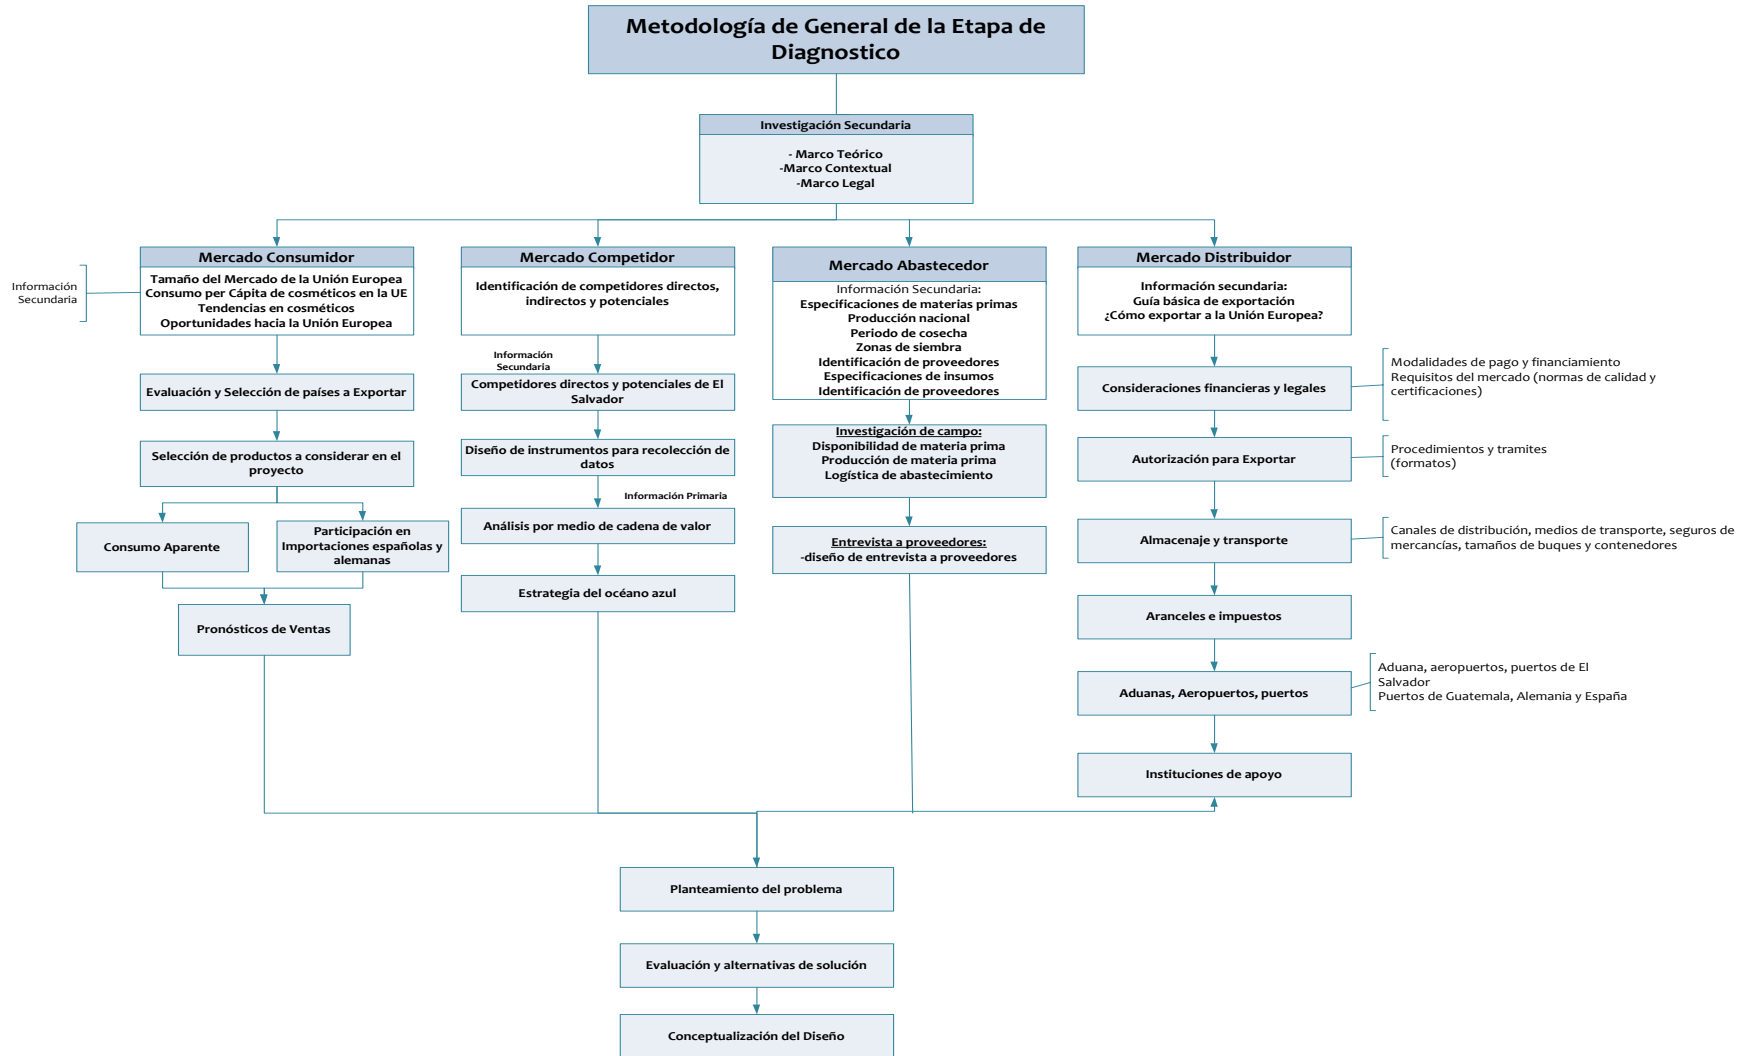 Metodología de General de la Etapa de
Diagnostico
Investigación Secundaria
- Marco Teórico
-Marco Contextual
-Marco Legal
Mercado Consumidor
Tamaño del Mercado de la Unión Europea
Consumo per Cápita de cosméticos en la UE
Tendencias en cosméticos
Oportunidades hacia la Unión Europea
Información
Secundaria
Evaluación y Selección de países a Exportar
Selección de productos a considerar en el
proyecto
Consumo Aparente
Participación en
Importaciones españolas y
alemanas
Pronósticos de Ventas
Mercado Competidor
Identificación de competidores directos,
indirectos y potenciales
Información
Secundaria
Competidores directos y potenciales de El
Salvador
Diseño de instrumentos para recolección de
datos
Información Primaria
Análisis por medio de cadena de valor
Estrategia del océano azul
Mercado Abastecedor
Información Secundaria:
Especificaciones de materias primas
Producción nacional
Periodo de cosecha
Zonas de siembra
Identificación de proveedores
Especificaciones de insumos
Identificación de proveedores
Investigación de campo:
Disponibilidad de materia prima
Producción de materia prima
Logística de abastecimiento
Entrevista a proveedores:
-diseño de entrevista a proveedores
Mercado Distribuidor
Información secundaria:
Guía básica de exportación
¿Cómo exportar a la Unión Europea?
Consideraciones financieras y legales
Modalidades de pago y financiamiento
Requisitos del mercado (normas de calidad y
certificaciones)
Autorización para Exportar
Procedimientos y tramites
(formatos)
Almacenaje y transporte
Canales de distribución, medios de transporte, seguros de
mercancías, tamaños de buques y contenedores
Aranceles e impuestos
Aduanas, Aeropuertos, puertos
Aduana, aeropuertos, puertos de El
Salvador
Puertos de Guatemala, Alemania y España
Instituciones de apoyo
Planteamiento del problema
Evaluación y alternativas de solución
Conceptualización del Diseño